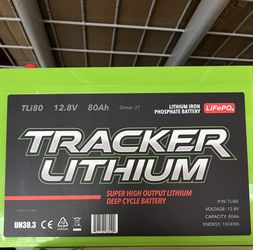 TLi80 12.8V 80Ah Group: 27
LITHIUM IRON
PHOSPHATE BATTERY
LiFePO₄
TRACKER
LITHIUM
SUPER HIGH OUTPUT LITHIUM
DEEP CYCLE BATTERY
UN38.3
CE
P/N: TLi80
VOLTAGE: 12.8V
CAPACITY: 80Ah
ENERGY: 1024Wh